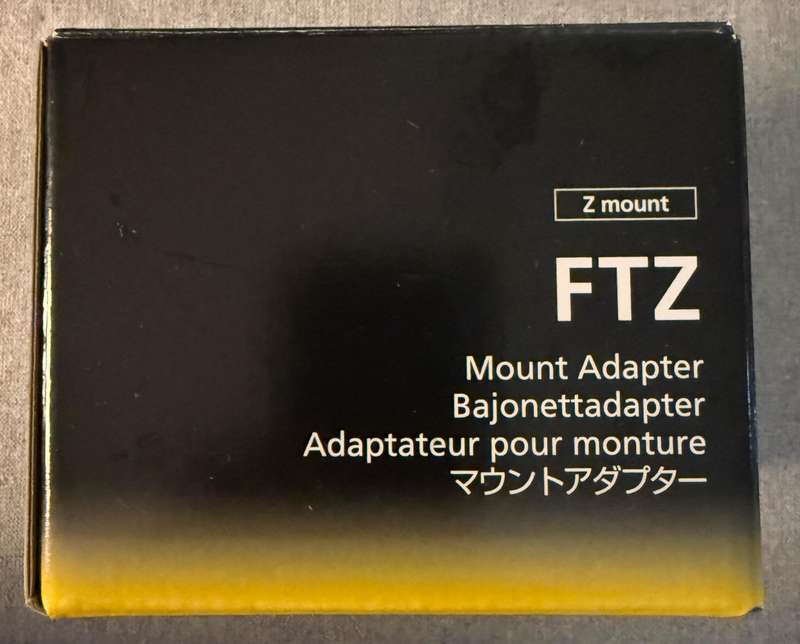 Z mount
FTZ
Mount Adapter
Bajonettadapter
Adaptateur pour monture
マウントアダプター